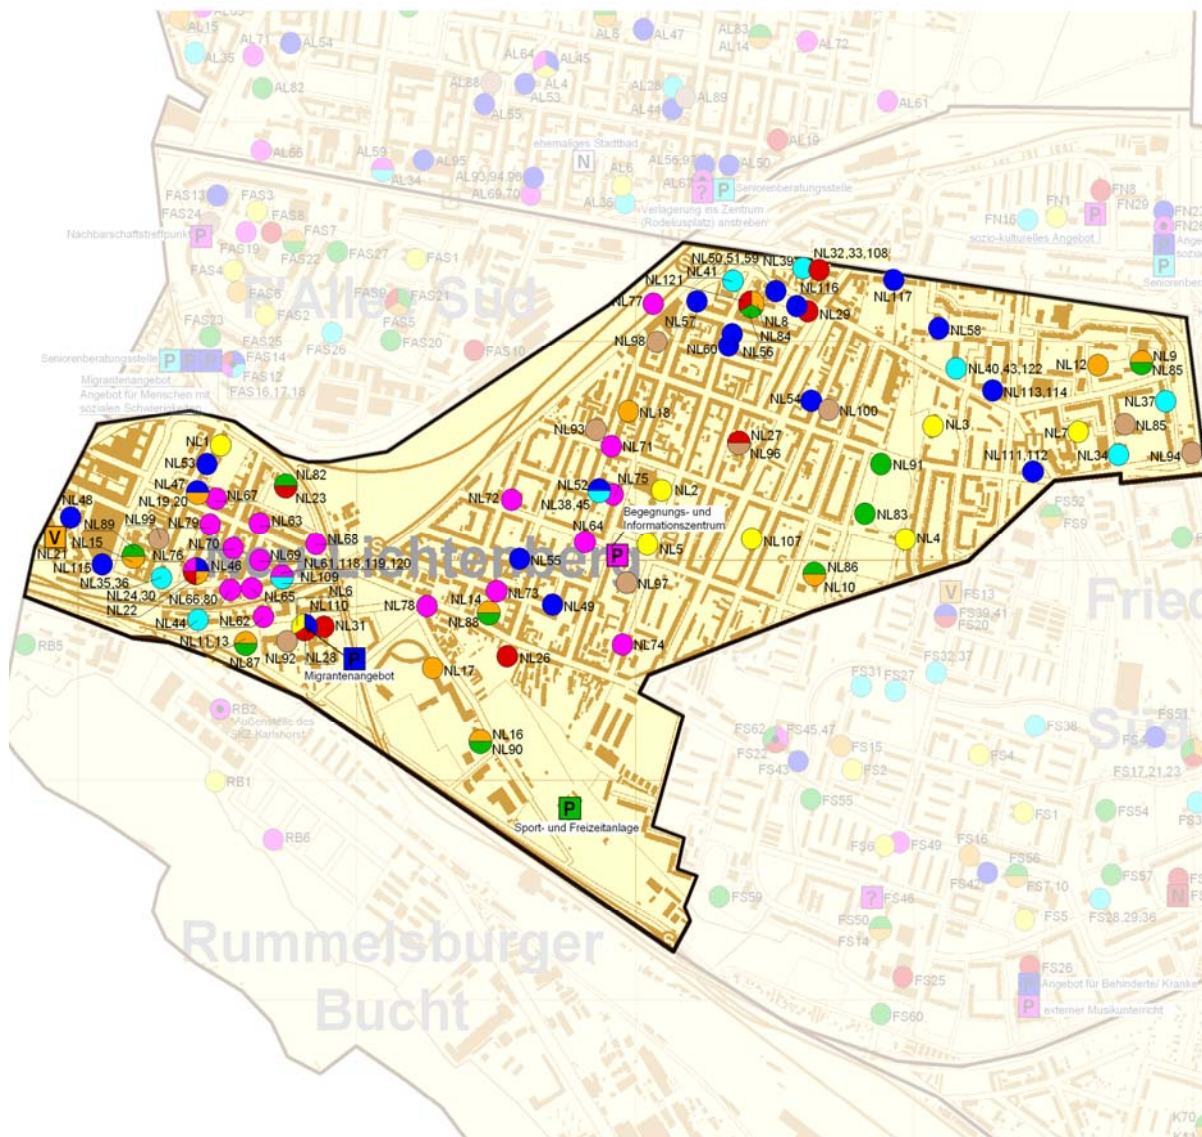 AL15
AL35
AL71
AL54
AL82
AL64
AL45
AL4
AL88
AL53
AL55
AL8
AL47
AL83
AL14
AL72
AL28
AL89
AL44
AL61
AL19
AL66
AL59
AL34
AL95
AL93,94,96
AL69,70
ehemaliges Stadtbad
N
AL6
AL36
AL56,97
AL50
AL67
?
P
Seniorenberatungsstelle
Verlagerung ins Zentrum
(Rodeliusplatz) anstreben
FAS13
FAS3
FAS24
FAS8
FAS7
Nachbarschaftstreffpunkt
P
FAS19
FAS22
FAS27
FAS1
FAS4
FAS6
FAS9
FAS21
FAS2
FAS5
FAS23
FAS26
FAS20
FAS10
Seniorenberatungsstelle
P
P
P
FAS14
FAS12
FAS16,17,18
Migrantenangebot
Angebot für Menschen mit
sozialen Schwierigkeiten
FN8
FN1
FN29
FN16
sozio-kulturelles Angebot
P
P
P
NL50,51,59
NL39
NL32,33,108
NL41
NL121
NL116
NL117
NL77
NL57
NL8
NL29
NL58
NL84
NL98
NL60
NL56
NL40,43,122
NL12
NL9
NL85
NL113,114
NL37
NL54
NL100
NL18
NL3
NL7
NL85
NL93
NL27
NL96
NL71
NL34
NL94
NL111,112
NL91
NL1
NL53
NL82
NL23
NL47
NL19,20
NL67
NL48
NL75
NL52
NL38,45
NL2
NL72
Begegnungs- und
Informationszentrum
NL83
NL89
NL99
NL79
NL63
NL64
V
NL15
NL21
NL76
NL70
NL68
NL69
NL5
NL107
NL4
P
NL115
NL46
NL61,118,119,120
NL55
NL35,36
NL109
NL86
NL10
NL24,30
NL22
NL66,80
NL65
NL6
NL73
NL97
NL14
NL78
NL49
NL44
NL62
NL110
NL88
NL31
NL11,13
NL87
NL92
NL28
NL26
NL74
P
Migrantenangebot
NL17
NL16
NL90
P
Sport- und Freizeitanlage
RB5
RB2
Außenstelle des
SKZ Karlshorst
RB1
RB6
Rummelsburger
Bucht
FS52
FS9
V
FS13
FS39,41
FS20
Fried
Süd
FS32,37
FS31
FS27
FS62
FS45,47
FS22
FS43
FS15
FS2
FS38
FS4
FS51
FS17,21,23
FS55
FS1
FS54
FS6
FS49
FS16
FS42
FS56
FS7,10
FS57
?
FS46
FS59
FS50
FS14
FS5
FS28,29,36
N
FS26
FS25
P
Angebot für Behinderte/ Kranke
P
externer Musikunterricht
FS60
K70